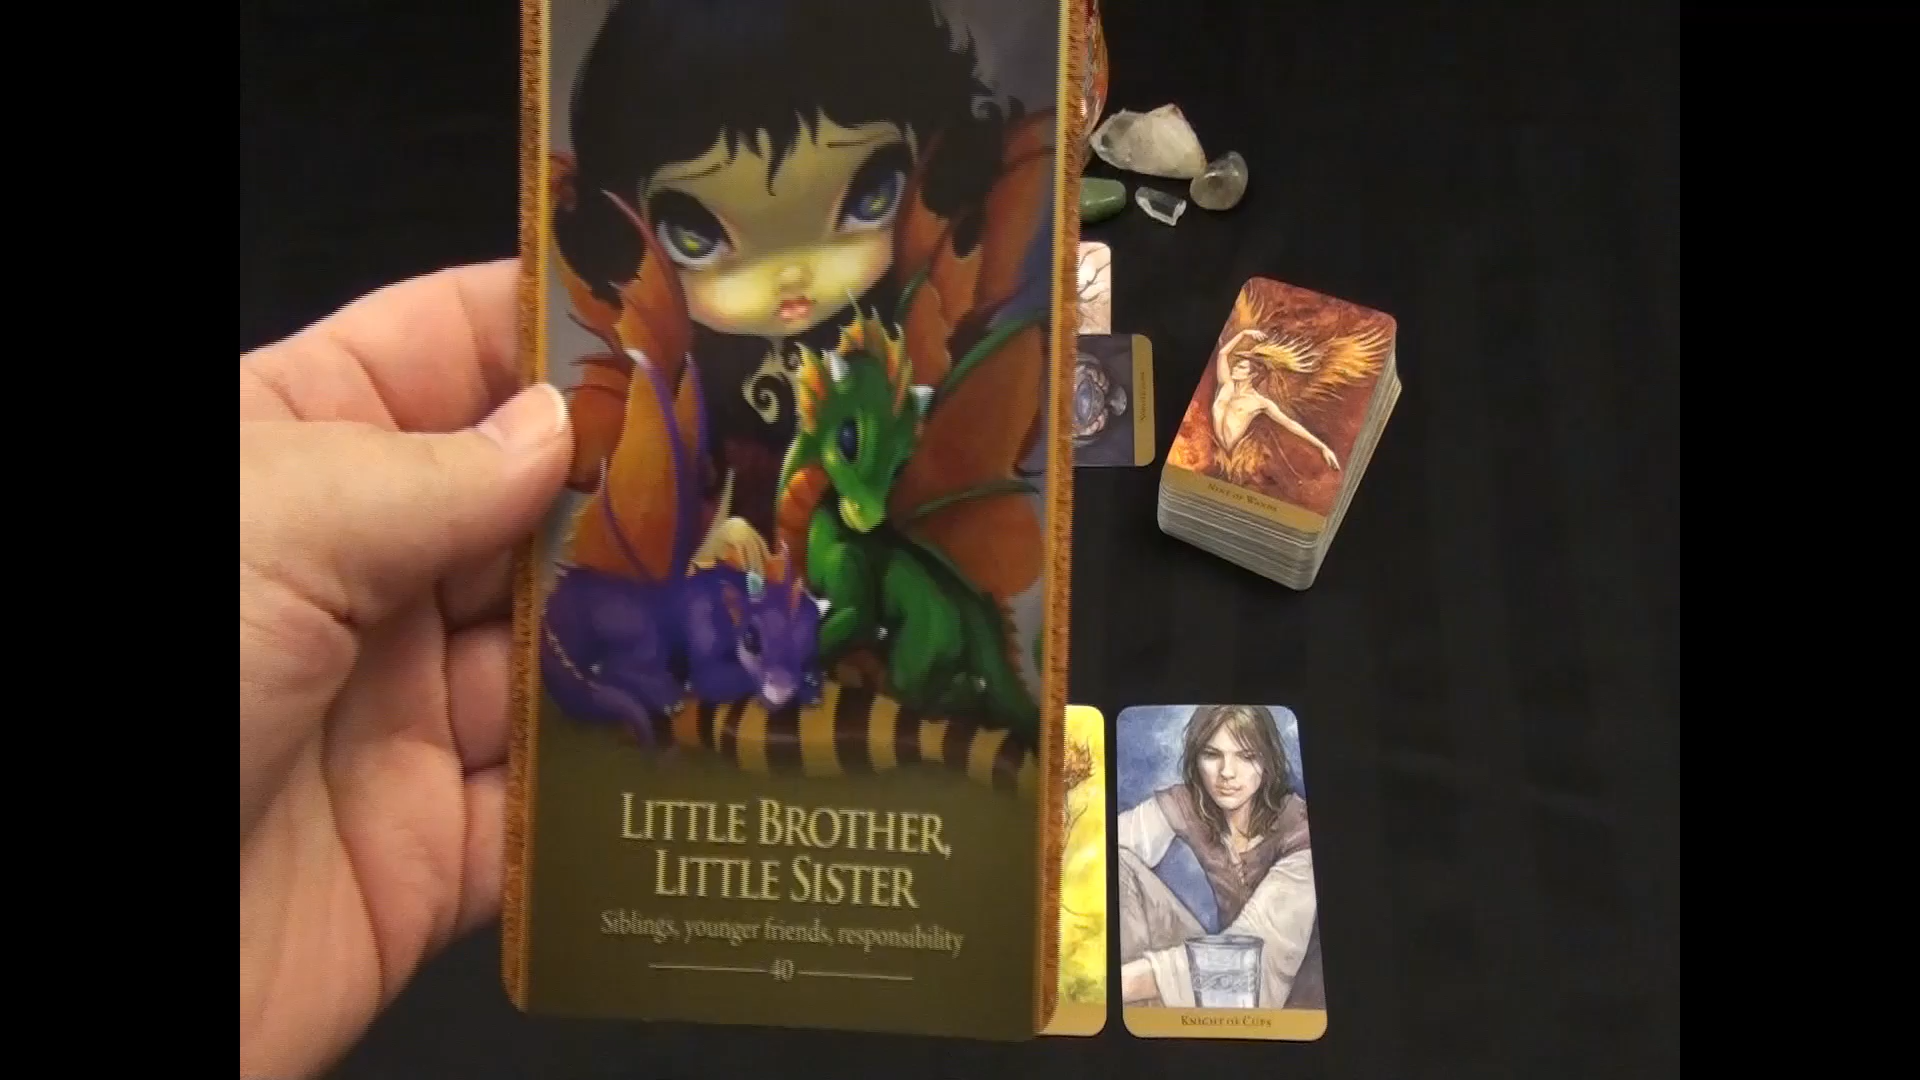 LITTLE BROTHER,
LITTLE SISTER
Siblings, younger friends, responsibility
40
NINE OF WANDS
KNIGHT OF CUPS